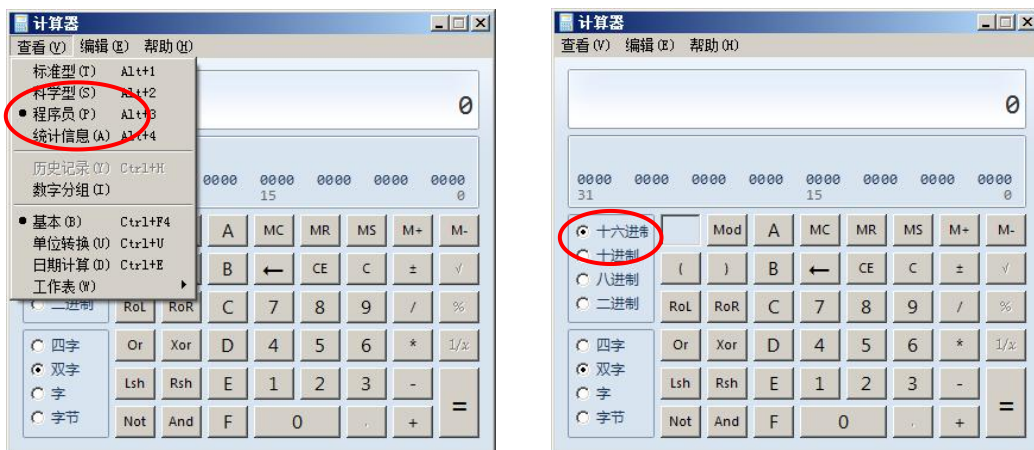 计算器
查看(V) 编辑(E) 帮助(H)
标准型(T) Alt+1
科学型(S) Alt+2
程序员(P) Alt+3
统计信息(A) Alt+4
历史记录(Y) Ctrl+H
数字分组(I)
基本(B) Ctrl+F4
单位转换(U) Ctrl+U
日期计算(D) Ctrl+E
工作表(W)
0
0000 0000 0000 0000 0000
15 0
A MC MR MS M+ M-
B ← CE C ± √
二进制 RoL RoR C 7 8 9 / %
四字 Or Xor D 4 5 6 * 1/x
双字
字 Lsh Rsh E 1 2 3 - =
字节 Not And F 0 . +
计算器
查看(V) 编辑(E) 帮助(H)
0
0000 0000 0000 0000 0000 0000 0000
31 15 0
十六进制 Mod A MC MR MS M+ M-
十进制
八进制 ( ) B ← CE C ± √
二进制 RoL RoR C 7 8 9 / %
四字 Or Xor D 4 5 6 * 1/x
双字
字 Lsh Rsh E 1 2 3 - =
字节 Not And F 0 . +